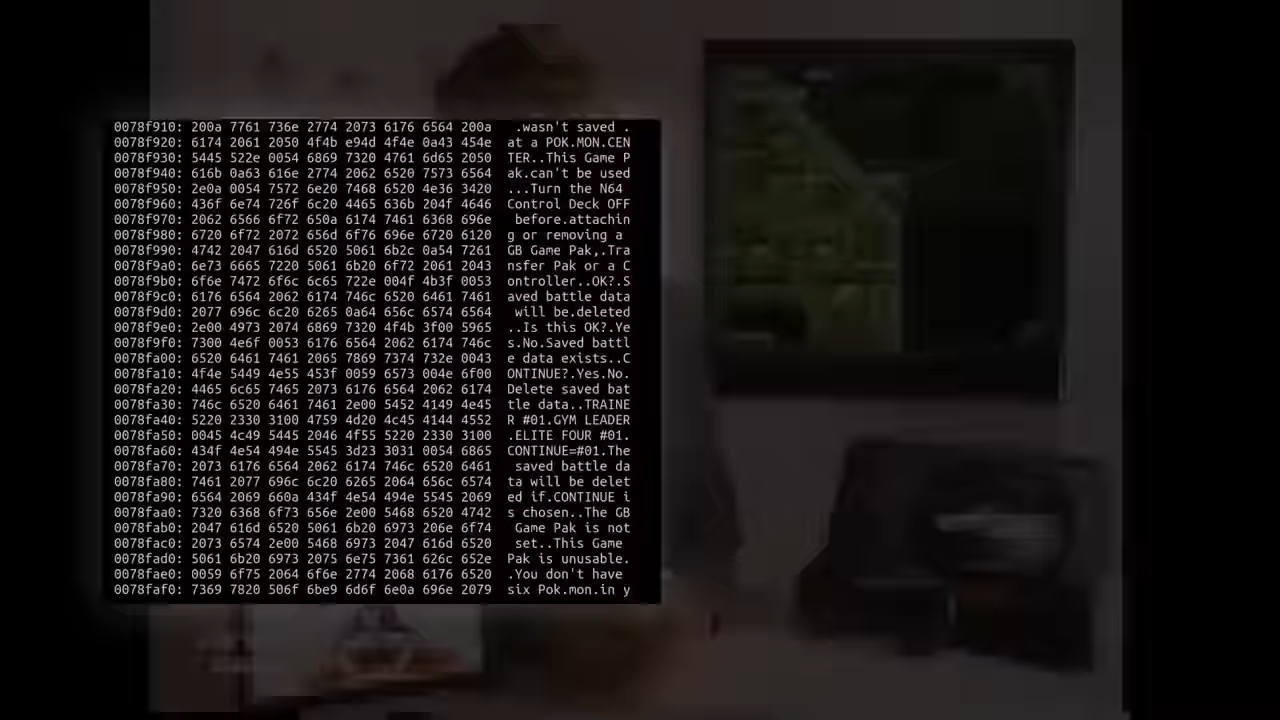 0078f910: 200a 7761 736e 2774 2073 6176 6564 200a   .wasn't saved .
0078f920: 6174 2061 2050 4f4b e94d 4f4e 0a43 454e  at a POK.MON.CEN
0078f930: 5445 522e 0054 6869 7320 4761 6d65 2050  TER..This Game P
0078f940: 616b 0a63 616e 2774 2062 6520 7573 6564  ak.can't be used
0078f950: 2e0a 0054 7572 6e20 7468 6520 4e36 3420  ...Turn the N64
0078f960: 436f 6e74 726f 6c20 4465 636b 204f 4646  Control Deck OFF
0078f970: 2062 6566 6f72 650a 6174 7461 6368 696e   before.attachin
0078f980: 6720 6f72 2072 656d 6f76 696e 6720 6120  g or removing a
0078f990: 4742 2047 616d 6520 5061 6b2c 0a54 7261  GB Game Pak,.Tra
0078f9a0: 6e73 6665 7220 5061 6b20 6f72 2061 2043  nsfer Pak or a C
0078f9b0: 6f6e 7472 6f6c 6c65 722e 004f 4b3f 0053  ontroller..OK?.S
0078f9c0: 6176 6564 2062 6174 746c 6520 6461 7461  aved battle data
0078f9d0: 2077 696c 6c20 6265 0a64 656c 6574 6564   will be.deleted
0078f9e0: 2e00 4973 2074 6869 7320 4f4b 3f00 5965  ..Is this OK?.Ye
0078f9f0: 7300 4e6f 0053 6176 6564 2062 6174 746c  s.No.Saved battl
0078fa00: 6520 6461 7461 2065 7869 7374 732e 0043  e data exists..C
0078fa10: 4f4e 5449 4e55 453f 0059 6573 004e 6f00  ONTINUE?.Yes.No.
0078fa20: 4465 6c65 7465 2073 6176 6564 2062 6174  Delete saved bat
0078fa30: 746c 6520 6461 7461 2e00 5452 4149 4e45  tle data..TRAINE
0078fa40: 5220 2330 3100 4759 4d20 4c45 4144 4552  R #01.GYM LEADER
0078fa50: 0045 4c49 5445 2046 4f55 5220 2330 3100  .ELITE FOUR #01.
0078fa60: 434f 4e54 494e 5545 3d23 3031 0054 6865  CONTINUE=#01.The
0078fa70: 2073 6176 6564 2062 6174 746c 6520 6461   saved battle da
0078fa80: 7461 2077 696c 6c20 6265 2064 656c 6574  ta will be delet
0078fa90: 6564 2069 660a 434f 4e54 494e 5545 2069  ed if.CONTINUE i
0078faa0: 7320 6368 6f73 656e 2e00 5468 6520 4742  s chosen..The GB
0078fab0: 2047 616d 6520 5061 6b20 6973 206e 6f74   Game Pak is not
0078fac0: 2073 6574 2e00 5468 6973 2047 616d 6520   set..This Game
0078fad0: 5061 6b20 6973 2075 6e75 7361 626c 652e  Pak is unusable.
0078fae0: 0059 6f75 2064 6f6e 2774 2068 6176 6520  .You don't have
0078faf0: 7369 7820 506f 6be9 6d6f 6e0a 696e 2079  six Pok.mon.in y